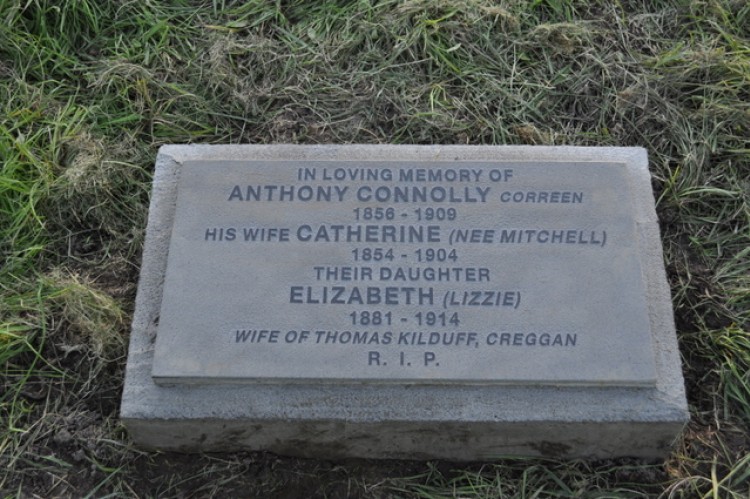 IN LOVING MEMORY OF
ANTHONY CONNOLLY CORREEN
1856 - 1909
HIS WIFE CATHERINE (NEE MITCHELL)
1854 - 1904
THEIR DAUGHTER
ELIZABETH (LIZZIE)
1881 - 1914
WIFE OF THOMAS KILDUFF, CREGGAN
R. I. P.